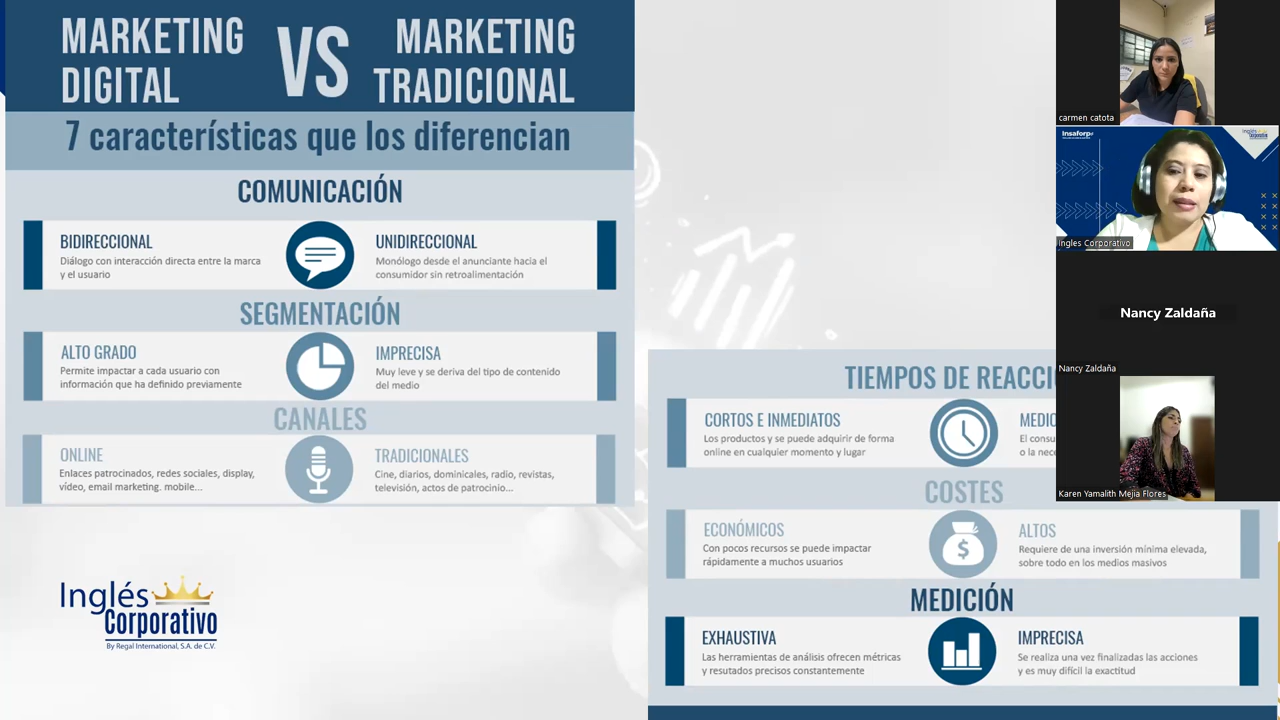 MARKETING
DIGITAL
VS
MARKETING
TRADICIONAL
7 características que los diferencian
COMUNICACIÓN
BIDIRECCIONAL
Diálogo con interacción directa entre la marca
y el usuario
UNIDIRECCIONAL
Monólogo desde el anunciante hacia el
consumidor sin retroalimentación
SEGMENTACIÓN
ALTO GRADO
Permite impactar a cada usuario con
información que ha definido previamente
IMPRECISA
Muy leve y se deriva del tipo de contenido
del medio
CANALES
ONLINE
Enlaces patrocinados, redes sociales, display,
vídeo, email marketing. mobile...
TRADICIONALES
Cine, diarios, dominicales, radio, revistas,
televisión, actos de patrocinio...
Inglés
Corporativo
By Regal International, S.A. de C.V.
TIEMPOS DE REACCI
CORTOS E INMEDIATOS
Los productos y se puede adquirir de forma
online en cualquier momento y lugar
MEDIO
El consu
o la nece
COSTES
ECONÓMICOS
Con pocos recursos se puede impactar
rápidamente a muchos usuarios
ALTOS
Requiere de una inversión mínima elevada,
sobre todo en los medios masivos
MEDICIÓN
EXHAUSTIVA
Las herramientas de análisis ofrecen métricas
y resutados precisos constantemente
IMPRECISA
Se realiza una vez finalizadas las acciones
y es muy difícil la exactitud
carmen catota
Insaforp
Inglés
Corporativo
Ingles Corporativo
Nancy Zaldaña
Nancy Zaldaña
Karen Yamalith Mejia Flores